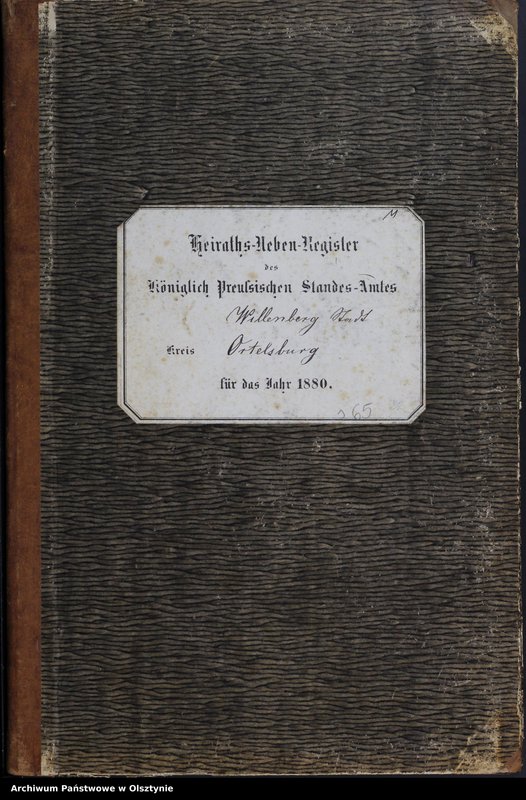 M
Heiraths-Neben-Register
des
Königlich Preußischen Standes-Amtes
Willenberg Stadt
Kreis Ortelsburg
für das Jahr 1880.
65
Archiwum Państwowe w Olsztynie